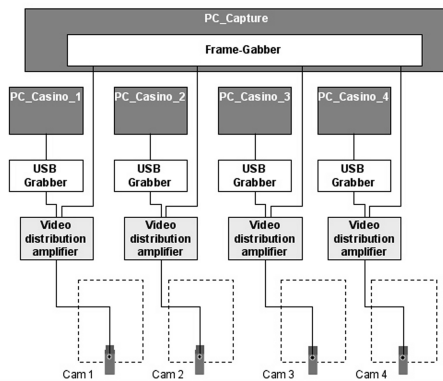 PC_Capture
Frame-Gabber
PC_Casino_1
PC_Casino_2
PC_Casino_3
PC_Casino_4
USB
Grabber
USB
Grabber
USB
Grabber
USB
Grabber
Video
distribution
amplifier
Video
distribution
amplifier
Video
distribution
amplifier
Video
distribution
amplifier
Cam 1
Cam 2
Cam 3
Cam 4